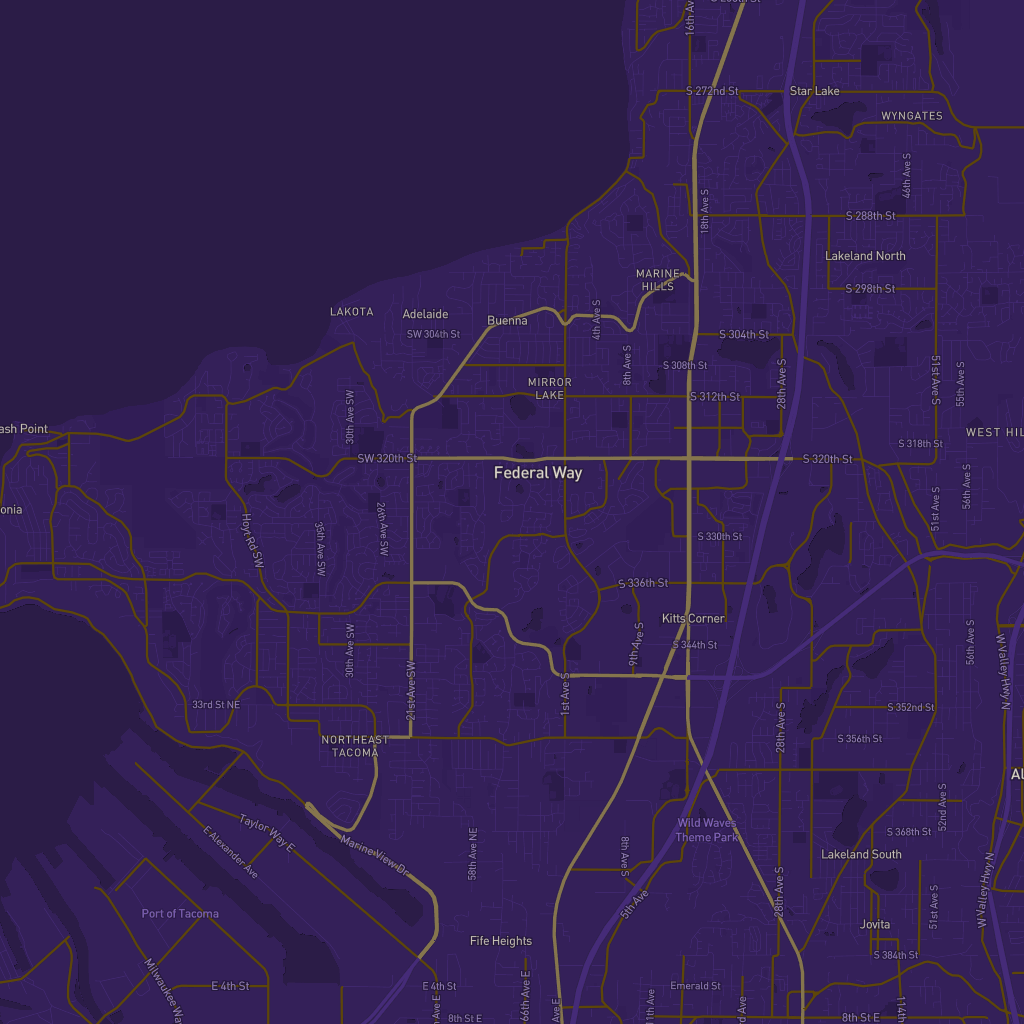 16th Ave S
S 272nd St
Star Lake
WYNGATES
46th Ave S
18th Ave S
S 288th St
Lakeland North
MARINE
HILLS
S 298th St
LAKOTA
Adelaide
Buenna
4th Ave S
SW 304th St
S 304th St
8th Ave S
S 308th St
28th Ave S
51st Ave S
55th Ave S
MIRROR
LAKE
S 312th St
30th Ave SW
ash Point
WEST HIL
S 318th St
SW 320th St
S 320th St
Federal Way
56th Ave S
onia
51st Ave S
26th Ave SW
35th Ave SW
Hoyt Rd SW
S 330th St
S 336th St
Kitts Corner
9th Ave S
S 344th St
30th Ave SW
56th Ave S
W Valley Hwy N
21st Ave SW
1st Ave S
33rd St NE
S 352nd St
28th Ave S
S 356th St
NORTHEAST
TACOMA
Al
52nd Ave S
Wild Waves
Theme Park
S 368th St
Taylor Way E
E Alexander Ave
Marine View Dr
58th Ave NE
8th Ave S
Lakeland South
W Valley Hwy N
28th Ave S
51st Ave S
5th Ave
Port of Tacoma
Jovita
Fife Heights
S 384th St
Milwaukee Wa
E 4th St
E 4th St
Emerald St
66th Ave E
11th Ave
rd Ave
114th
m Ave E
Ave E
8th St E
8th St E